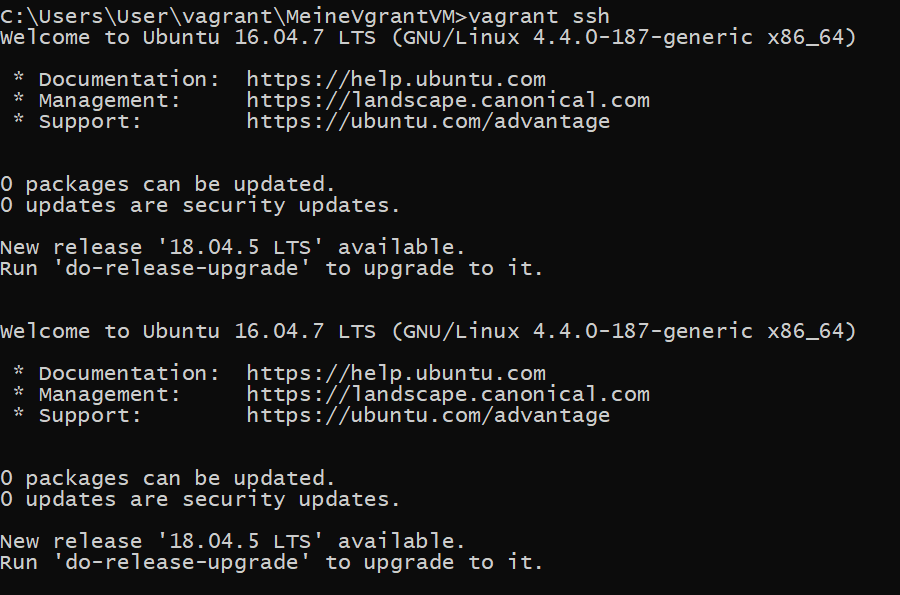 C:\Users\User\vagrant\MeineVgrantVM>vagrant ssh
Welcome to Ubuntu 16.04.7 LTS (GNU/Linux 4.4.0-187-generic x86_64)
* Documentation:  https://help.ubuntu.com
* Management:     https://landscape.canonical.com
* Support:        https://ubuntu.com/advantage
0 packages can be updated.
0 updates are security updates.
New release '18.04.5 LTS' available.
Run 'do-release-upgrade' to upgrade to it.
Welcome to Ubuntu 16.04.7 LTS (GNU/Linux 4.4.0-187-generic x86_64)
* Documentation:  https://help.ubuntu.com
* Management:     https://landscape.canonical.com
* Support:        https://ubuntu.com/advantage
0 packages can be updated.
0 updates are security updates.
New release '18.04.5 LTS' available.
Run 'do-release-upgrade' to upgrade to it.